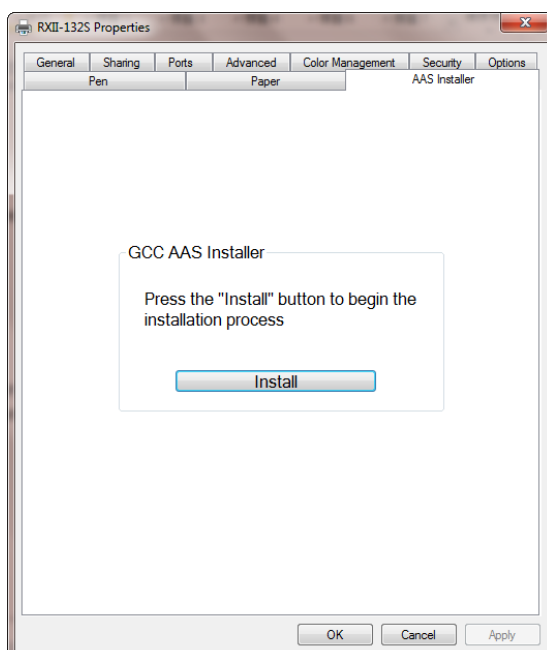 RXII-132S Properties
General Sharing Ports Advanced Color Management Security Options
Pen Paper AAS Installer
GCC AAS Installer
Press the "Install" button to begin the
installation process
Install
OK Cancel Apply